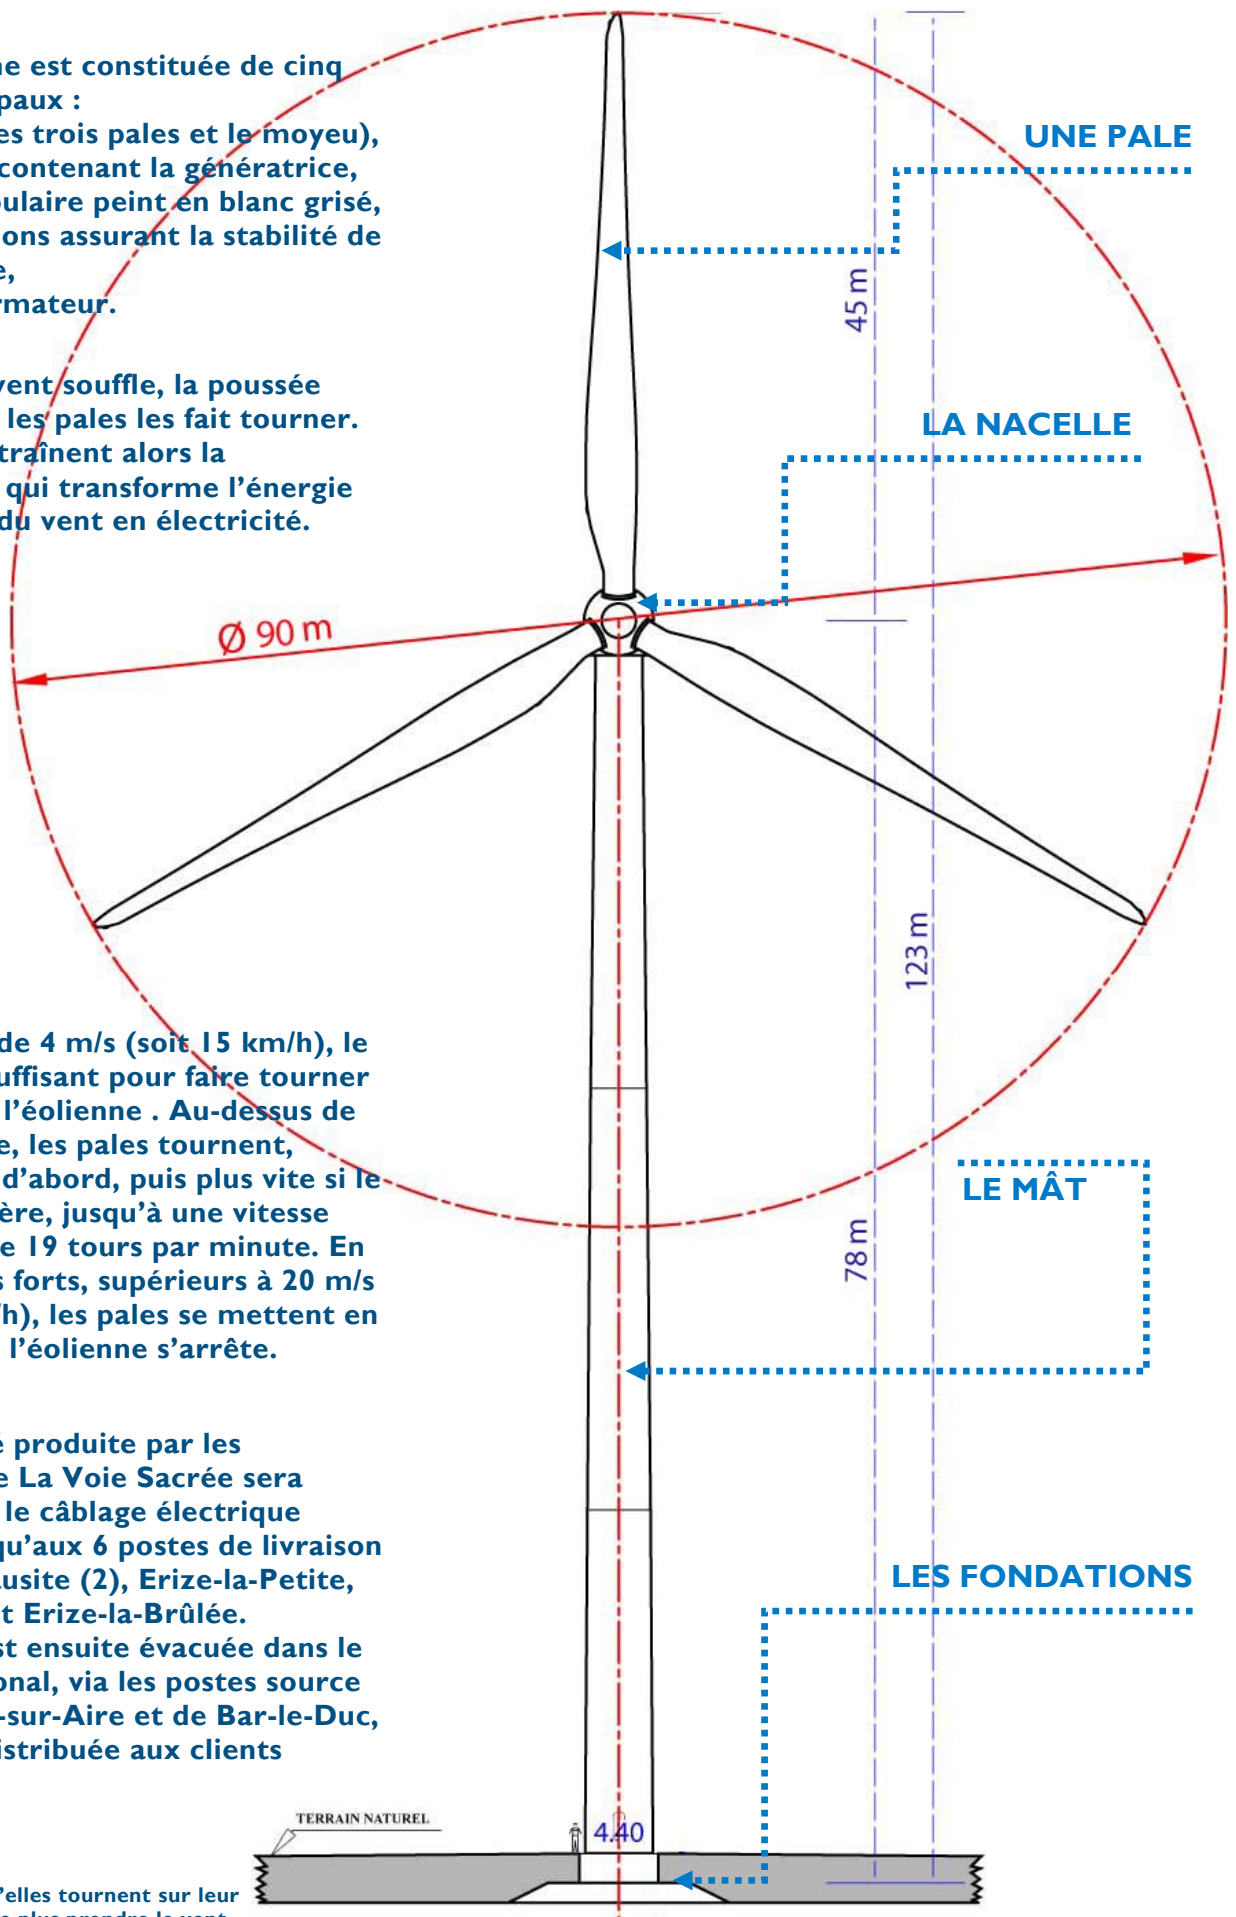 ne est constituée de cinq
paux :
es trois pales et le moyeu),
contenant la génératrice,
bulaire peint en blanc grisé,
ions assurant la stabilité de
e,
rmateur.
vent souffle, la poussée
les pales les fait tourner.
traînent alors la
qui transforme l’énergie
du vent en électricité.
UNE PALE
45 m
LA NACELLE
Ø 90 m
de 4 m/s (soit 15 km/h), le
uffisant pour faire tourner
l’éolienne . Au-dessus de
e, les pales tournent,
d’abord, puis plus vite si le
ère, jusqu’à une vitesse
e 19 tours par minute. En
s forts, supérieurs à 20 m/s
/h), les pales se mettent en
l’éolienne s’arrête.
123 m
LE MÂT
78 m
é produite par les
e La Voie Sacrée sera
le câblage électrique
qu’aux 6 postes de livraison
ausite (2), Erize-la-Petite,
t Erize-la-Brûlée.
st ensuite évacuée dans le
onal, via les postes source
-sur-Aire et de Bar-le-Duc,
istribuée aux clients
LES FONDATIONS
TERRAIN NATUREL
4.40
’elles tournent sur leur
e plus prendre le vent